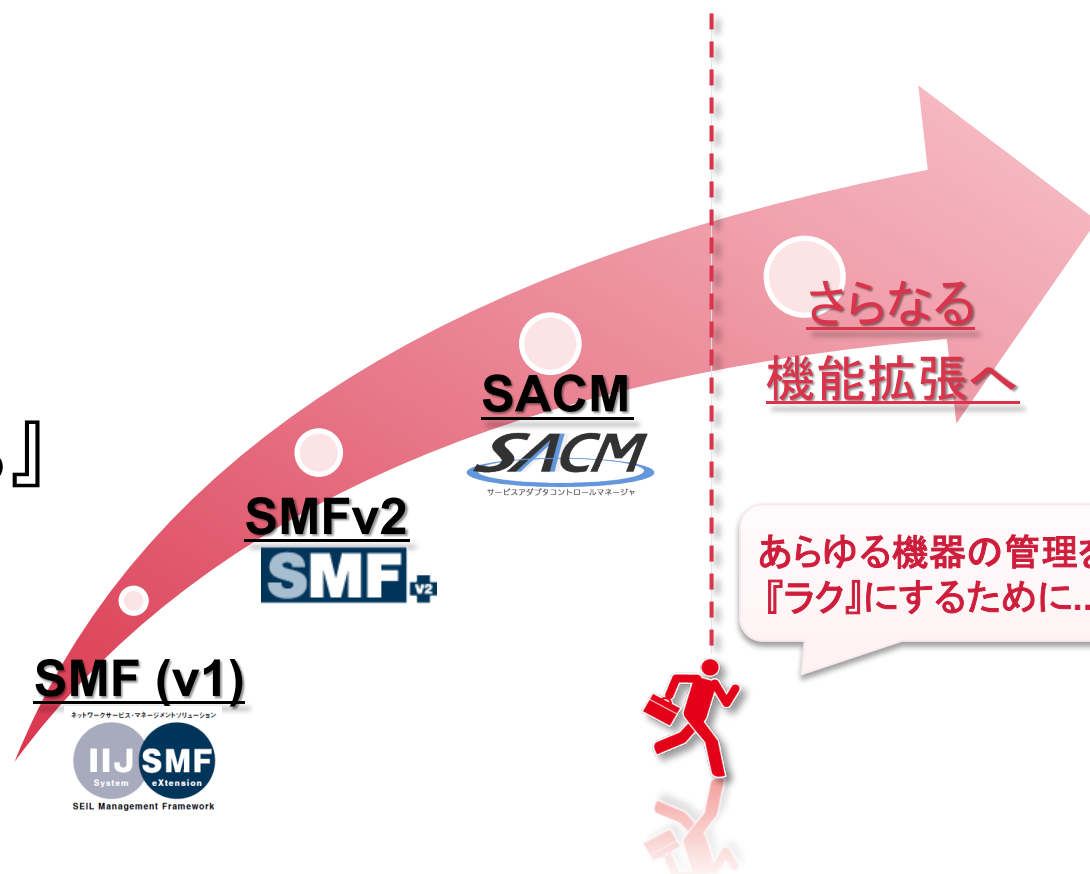 さらなる
機能拡張へ
SACM
SACM
サービスアダプタコントロールマネージャ
』
SMFv2
SMF v2
あらゆる機器の管理を
『ラク』にするために...
SMF (v1)
ネットワークサービス・マネージメントソリューション
IIJ SMF
System eXtension
SEIL Management Framework